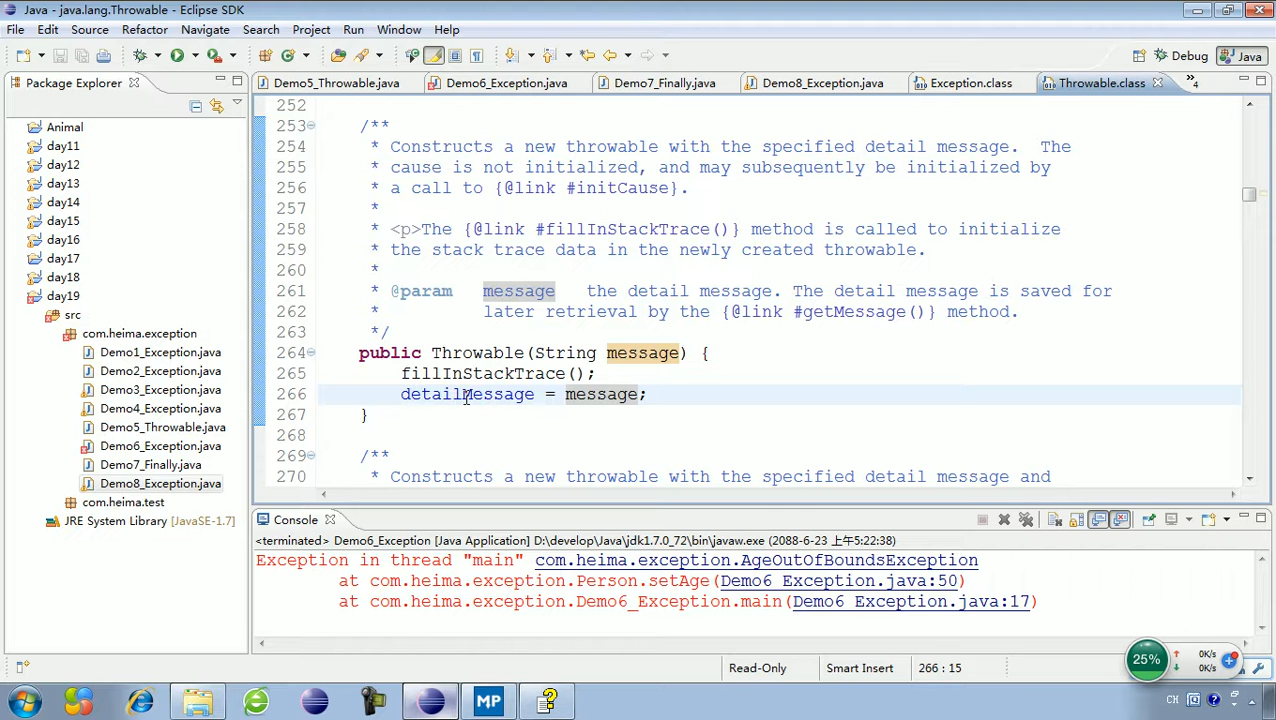 Java - java.lang.Throwable - Eclipse SDK
File Edit Source Refactor Navigate Search Project Run Window Help
Debug Java
Package Explorer
Demo5_Throwable.java Demo6_Exception.java Demo7_Finally.java Demo8_Exception.java Exception.class Throwable.class 4
Animal
day11
day12
day13
day14
day15
day16
day17
day18
day19
src
com.heima.exception
Demo1_Exception.java
Demo2_Exception.java
Demo3_Exception.java
Demo4_Exception.java
Demo5_Throwable.java
Demo6_Exception.java
Demo7_Finally.java
Demo8_Exception.java
com.heima.test
JRE System Library [JavaSE-1.7]
252
253 /**
254 * Constructs a new throwable with the specified detail message.  The
255 * cause is not initialized, and may subsequently be initialized by
256 * a call to {@link #initCause}.
257 *
258 * <p>The {@link #fillInStackTrace()} method is called to initialize
259 * the stack trace data in the newly created throwable.
260 *
261 * @param   message   the detail message. The detail message is saved for
262 *          later retrieval by the {@link #getMessage()} method.
263 */
264 public Throwable(String message) {
265 fillInStackTrace();
266 detailMessage = message;
267 }
268
269 /**
270 * Constructs a new throwable with the specified detail message and
Console
<terminated> Demo6_Exception [Java Application] D:\develop\Java\jdk1.7.0_72\bin\javaw.exe (2088-6-23 上午5:22:38)
Exception in thread "main" com.heima.exception.AgeOutOfBoundsException
at com.heima.exception.Person.setAge(Demo6_Exception.java:50)
at com.heima.exception.Demo6_Exception.main(Demo6_Exception.java:17)
Read-Only Smart Insert 266 : 15
25% 0K/s
0K/s
MP CH